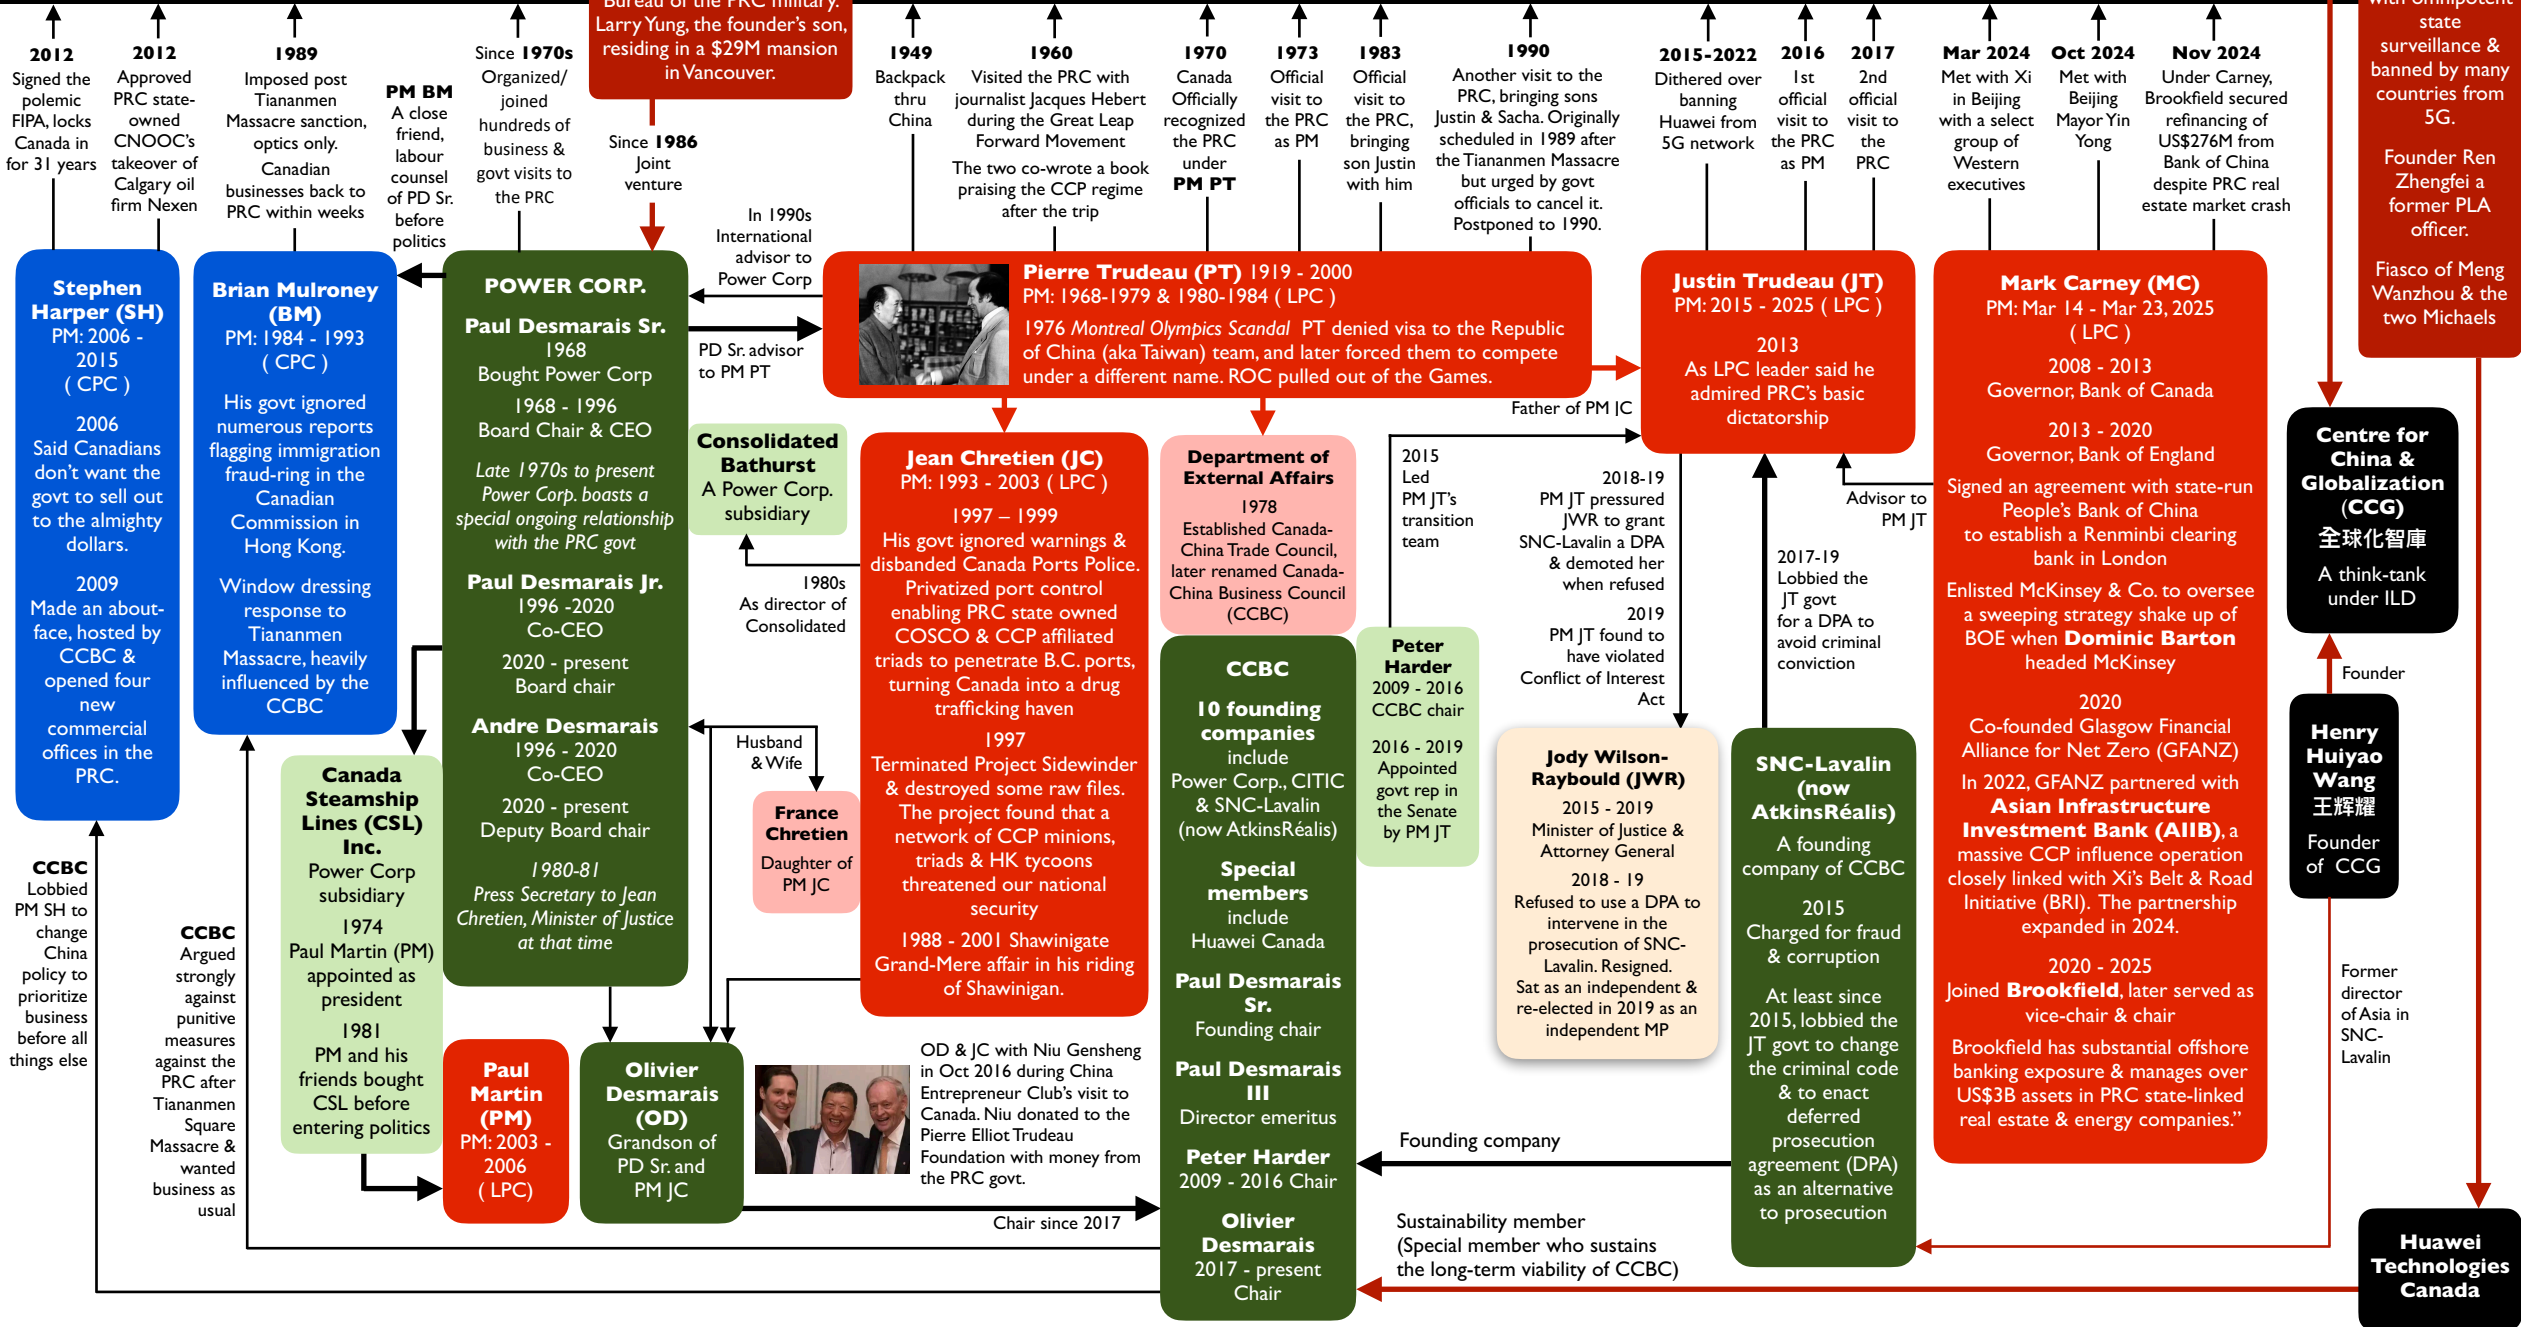 Bureau of the PRC military.
Larry Yung, the founder's son,
residing in a $29M mansion
in Vancouver.
with omnipotent
state
surveillance &
banned by many
countries from
5G.
Founder Ren
Zhengfei a
former PLA
officer.
Fiasco of Meng
Wanzhou & the
two Michaels
2012
Signed the
polemic
FIPA, locks
Canada in
for 31 years
2012
Approved
PRC state-
owned
CNOOC's
takeover of
Calgary oil
firm Nexen
1989
Imposed post
Tiananmen
Massacre sanction,
optics only.
Canadian
businesses back to
PRC within weeks
PM BM
A close
friend,
labour
counsel
of PD Sr.
before
politics
Since 1970s
Organized/
joined
hundreds of
business &
govt visits to
the PRC
Since 1986
Joint
venture
In 1990s
International
advisor to
Power Corp
1949
Backpack
thru
China
1960
Visited the PRC with
journalist Jacques Hebert
during the Great Leap
Forward Movement
The two co-wrote a book
praising the CCP regime
after the trip
1970
Canada
Officially
recognized
the PRC
under
PM PT
1973
Official
visit to
the PRC
as PM
1983
Official
visit to
the PRC,
bringing
son Justin
with him
1990
Another visit to the
PRC, bringing sons
Justin & Sacha. Originally
scheduled in 1989 after
the Tiananmen Massacre
but urged by govt
officials to cancel it.
Postponed to 1990.
2015-2022
Dithered over
banning
Huawei from
5G network
2016
1st
official
visit to
the PRC
as PM
2017
2nd
official
visit to
the
PRC
Mar 2024
Met with Xi
in Beijing
with a select
group of
Western
executives
Oct 2024
Met with
Beijing
Mayor Yin
Yong
Nov 2024
Under Carney,
Brookfield secured
refinancing of
US$276M from
Bank of China
despite PRC real
estate market crash
Stephen
Harper (SH)
PM: 2006 -
2015
( CPC )
2006
Said Canadians
don't want the
govt to sell out
to the almighty
dollars.
2009
Made an about-
face, hosted by
CCBC &
opened four
new
commercial
offices in the
PRC.
Brian Mulroney
(BM)
PM: 1984 - 1993
( CPC )
His govt ignored
numerous reports
flagging immigration
fraud-ring in the
Canadian
Commission in
Hong Kong.
Window dressing
response to
Tiananmen
Massacre, heavily
influenced by the
CCBC
POWER CORP.
Paul Desmarais Sr.
1968
Bought Power Corp
1968 - 1996
Board Chair & CEO
Late 1970s to present
Power Corp. boasts a
special ongoing relationship
with the PRC govt
Paul Desmarais Jr.
1996 -2020
Co-CEO
2020 - present
Board chair
Andre Desmarais
1996 - 2020
Co-CEO
2020 - present
Deputy Board chair
1980-81
Press Secretary to Jean
Chretien, Minister of Justice
at that time
PD Sr. advisor
to PM PT
Pierre Trudeau (PT) 1919 - 2000
PM: 1968-1979 & 1980-1984 ( LPC )
1976 Montreal Olympics Scandal PT denied visa to the Republic
of China (aka Taiwan) team, and later forced them to compete
under a different name. ROC pulled out of the Games.
Father of PM JC
Justin Trudeau (JT)
PM: 2015 - 2025 ( LPC )
2013
As LPC leader said he
admired PRC's basic
dictatorship
Mark Carney (MC)
PM: Mar 14 - Mar 23, 2025
( LPC )
2008 - 2013
Governor, Bank of Canada
2013 - 2020
Governor, Bank of England
Signed an agreement with state-run
People's Bank of China
to establish a Renminbi clearing
bank in London
Enlisted McKinsey & Co. to oversee
a sweeping strategy shake up of
BOE when Dominic Barton
headed McKinsey
2020
Co-founded Glasgow Financial
Alliance for Net Zero (GFANZ)
In 2022, GFANZ partnered with
Asian Infrastructure
Investment Bank (AIIB), a
massive CCP influence operation
closely linked with Xi's Belt & Road
Initiative (BRI). The partnership
expanded in 2024.
2020 - 2025
Joined Brookfield, later served as
vice-chair & chair
Brookfield has substantial offshore
banking exposure & manages over
US$3B assets in PRC state-linked
real estate & energy companies."
Consolidated
Bathurst
A Power Corp.
subsidiary
1980s
As director of
Consolidated
Jean Chretien (JC)
PM: 1993 - 2003 ( LPC )
1997 – 1999
His govt ignored warnings &
disbanded Canada Ports Police.
Privatized port control
enabling PRC state owned
COSCO & CCP affiliated
triads to penetrate B.C. ports,
turning Canada into a drug
trafficking haven
1997
Terminated Project Sidewinder
& destroyed some raw files.
The project found that a
network of CCP minions,
triads & HK tycoons
threatened our national
security
1988 - 2001 Shawinigate
Grand-Mere affair in his riding
of Shawinigan.
Department of
External Affairs
1978
Established Canada-
China Trade Council,
later renamed Canada-
China Business Council
(CCBC)
CCBC
10 founding
companies
include
Power Corp., CITIC
& SNC-Lavalin
(now AtkinsRéalis)
Special
members
include
Huawei Canada
Paul Desmarais
Sr.
Founding chair
Paul Desmarais
III
Director emeritus
Peter Harder
2009 - 2016 Chair
Olivier
Desmarais
2017 - present
Chair
2015
Led
PM JT's
transition
team
Peter
Harder
2009 - 2016
CCBC chair
2016 - 2019
Appointed
govt rep in
the Senate
by PM JT
2018-19
PM JT pressured
JWR to grant
SNC-Lavalin a DPA
& demoted her
when refused
2019
PM JT found to
have violated
Conflict of Interest
Act
Jody Wilson-
Raybould (JWR)
2015 - 2019
Minister of Justice &
Attorney General
2018 - 19
Refused to use a DPA to
intervene in the
prosecution of SNC-
Lavalin. Resigned.
Sat as an independent &
re-elected in 2019 as an
independent MP
2017-19
Lobbied the
JT govt
for a DPA to
avoid criminal
conviction
Advisor to
PM JT
SNC-Lavalin
(now
AtkinsRéalis)
A founding
company of CCBC
2015
Charged for fraud
& corruption
At least since
2015, lobbied the
JT govt to change
the criminal code
& to enact
deferred
prosecution
agreement (DPA)
as an alternative
to prosecution
Centre for
China &
Globalization
(CCG)
全球化智庫
A think-tank
under ILD
Founder
Henry
Huiyao
Wang
王辉耀
Founder
of CCG
Former
director
of Asia in
SNC-
Lavalin
Husband
& Wife
France
Chretien
Daughter of
PM JC
Canada
Steamship
Lines (CSL)
Inc.
Power Corp
subsidiary
1974
Paul Martin (PM)
appointed as
president
1981
PM and his
friends bought
CSL before
entering politics
CCBC
Lobbied
PM SH to
change
China
policy to
prioritize
business
before all
things else
CCBC
Argued
strongly
against
punitive
measures
against the
PRC after
Tiananmen
Square
Massacre &
wanted
business as
usual
Paul
Martin
(PM)
PM: 2003 -
2006
( LPC)
Olivier
Desmarais
(OD)
Grandson of
PD Sr. and
PM JC
OD & JC with Niu Gensheng
in Oct 2016 during China
Entrepreneur Club's visit to
Canada. Niu donated to the
Pierre Elliot Trudeau
Foundation with money from
the PRC govt.
Chair since 2017
Founding company
Sustainability member
(Special member who sustains
the long-term viability of CCBC)
Huawei
Technologies
Canada